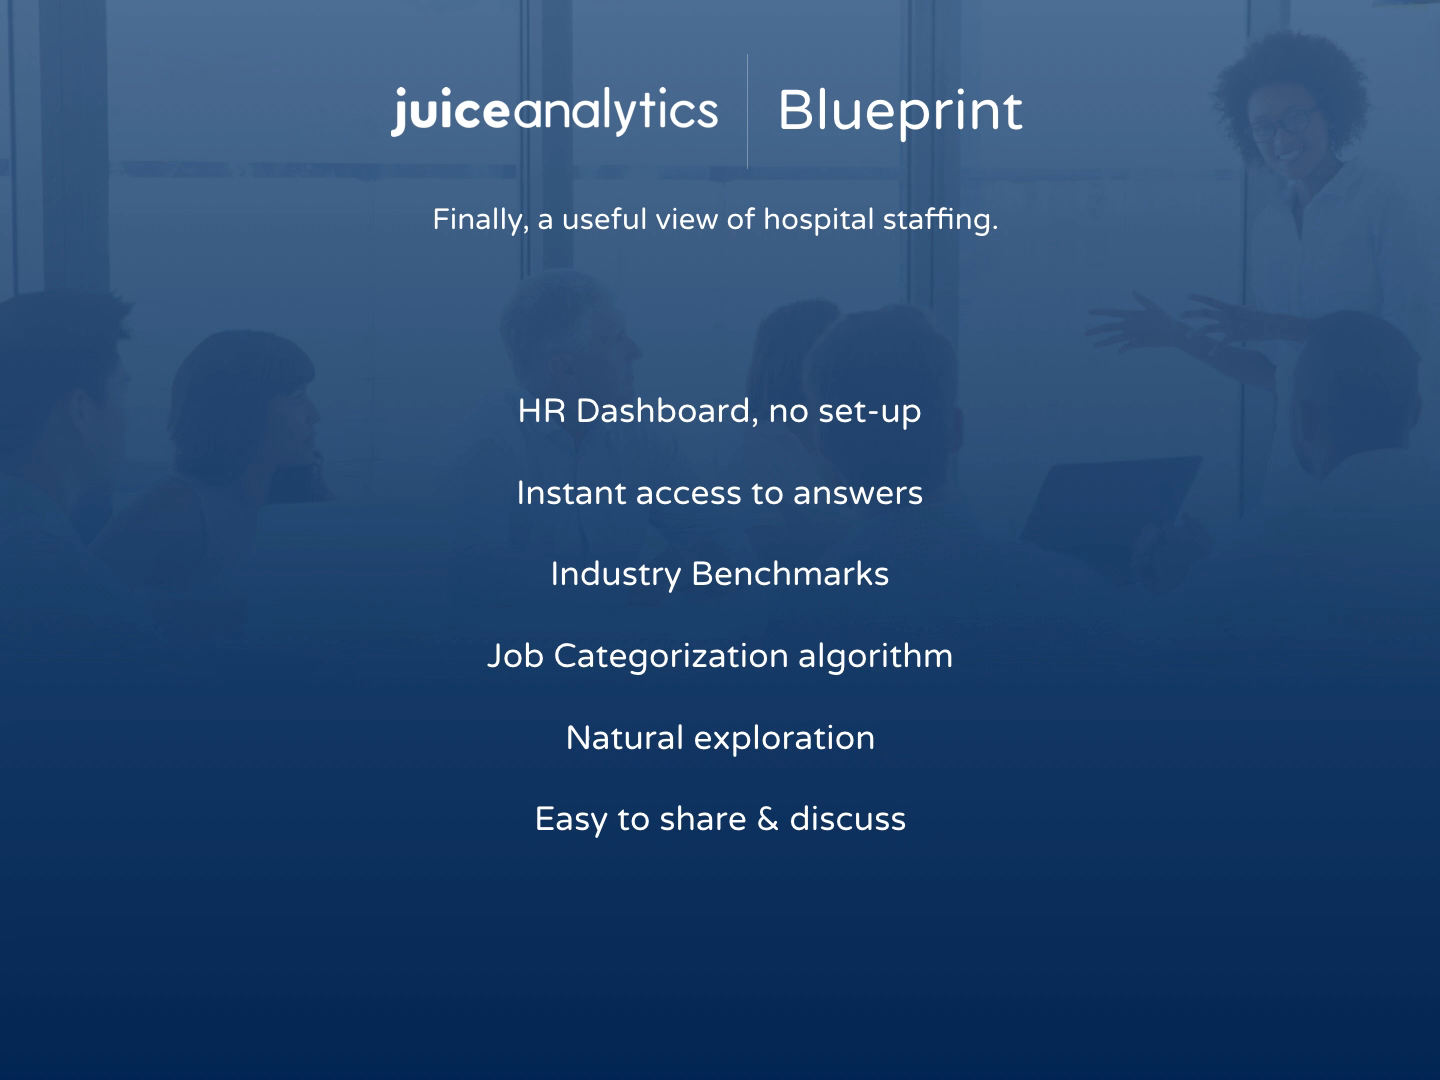 juiceanalytics Blueprint
Finally, a useful view of hospital staffing.
HR Dashboard, no set-up
Instant access to answers
Industry Benchmarks
Job Categorization algorithm
Natural exploration
Easy to share & discuss